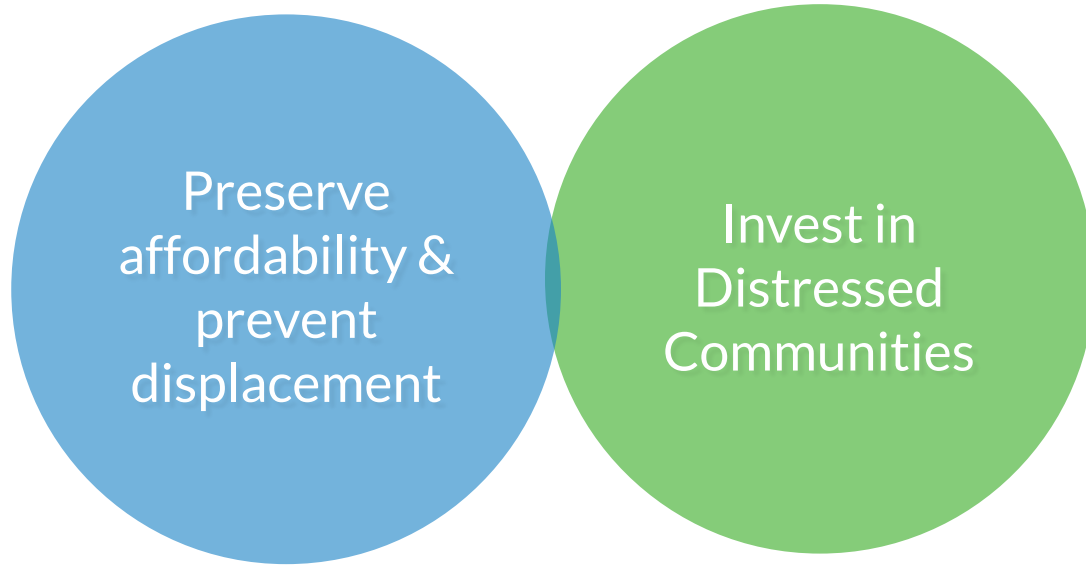 Preserve
affordability &
prevent
displacement
Invest in
Distressed
Communities